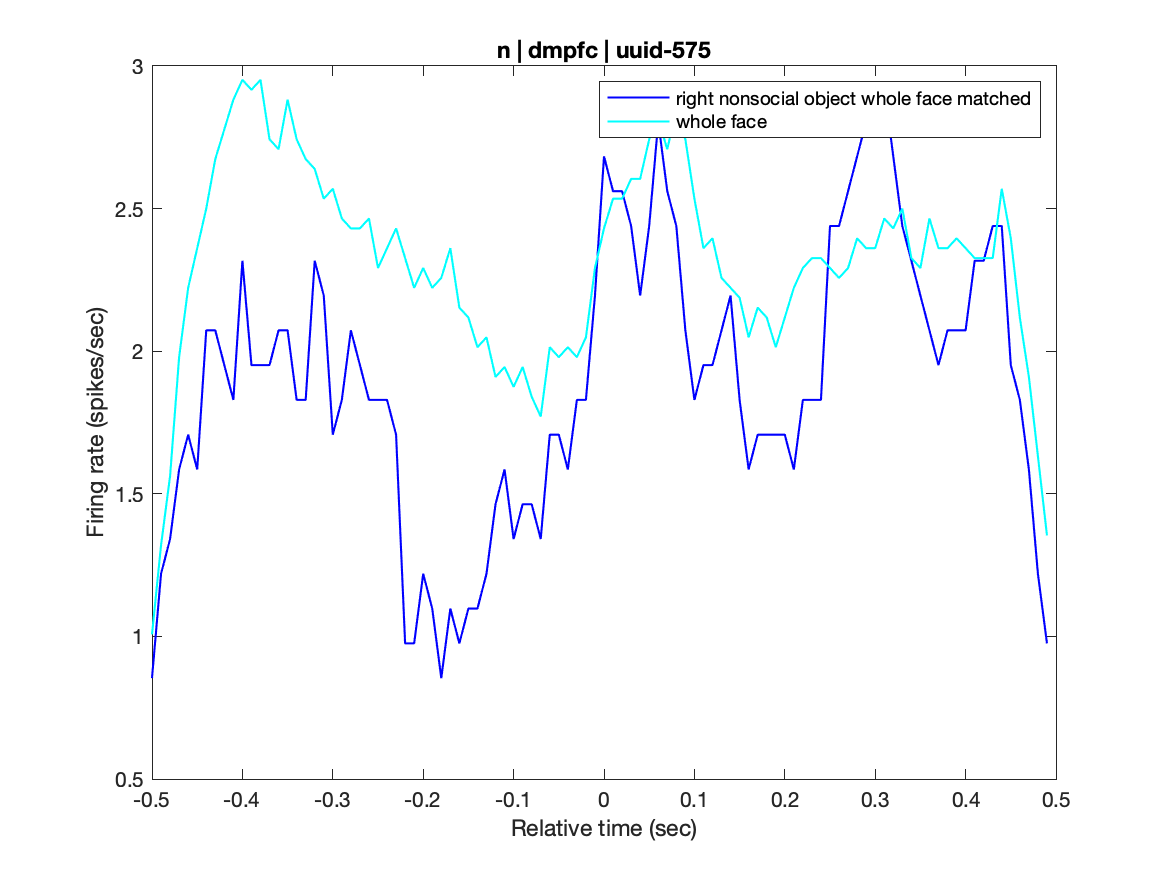 n | dmpfc | uuid-575
right nonsocial object whole face matched
whole face
3
2.5
2
1.5
1
0.5
Firing rate (spikes/sec)
-0.5 -0.4 -0.3 -0.2 -0.1 0 0.1 0.2 0.3 0.4 0.5
Relative time (sec)